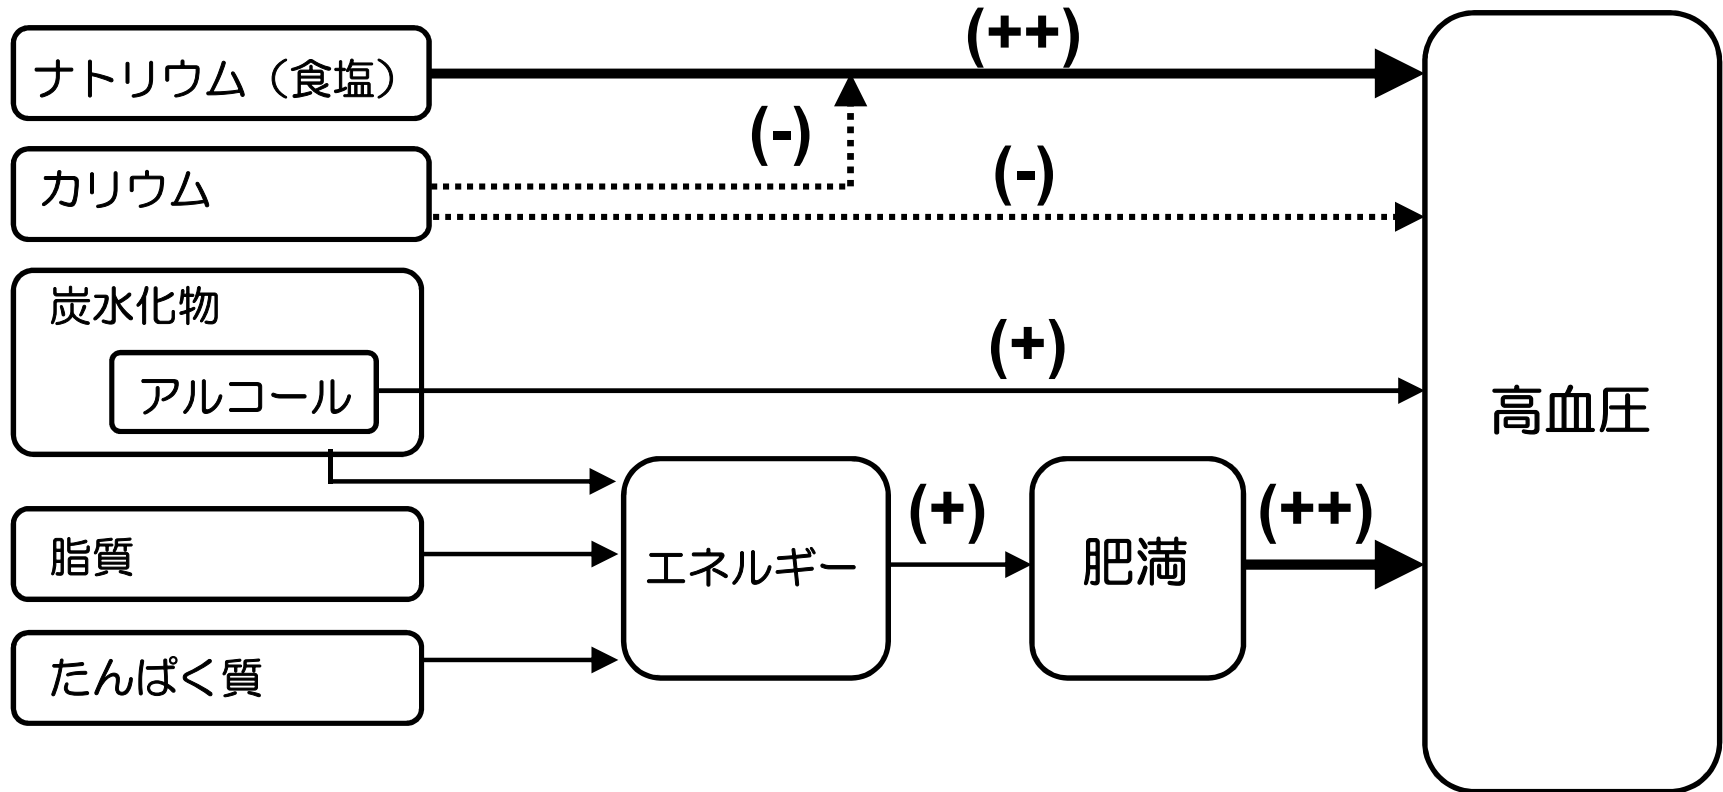 (++)
ナトリウム（食塩）
(-)
(-)
カリウム
炭水化物
(+)
アルコール
高血圧
(+)
(++)
脂質
エネルギー
肥満
たんぱく質